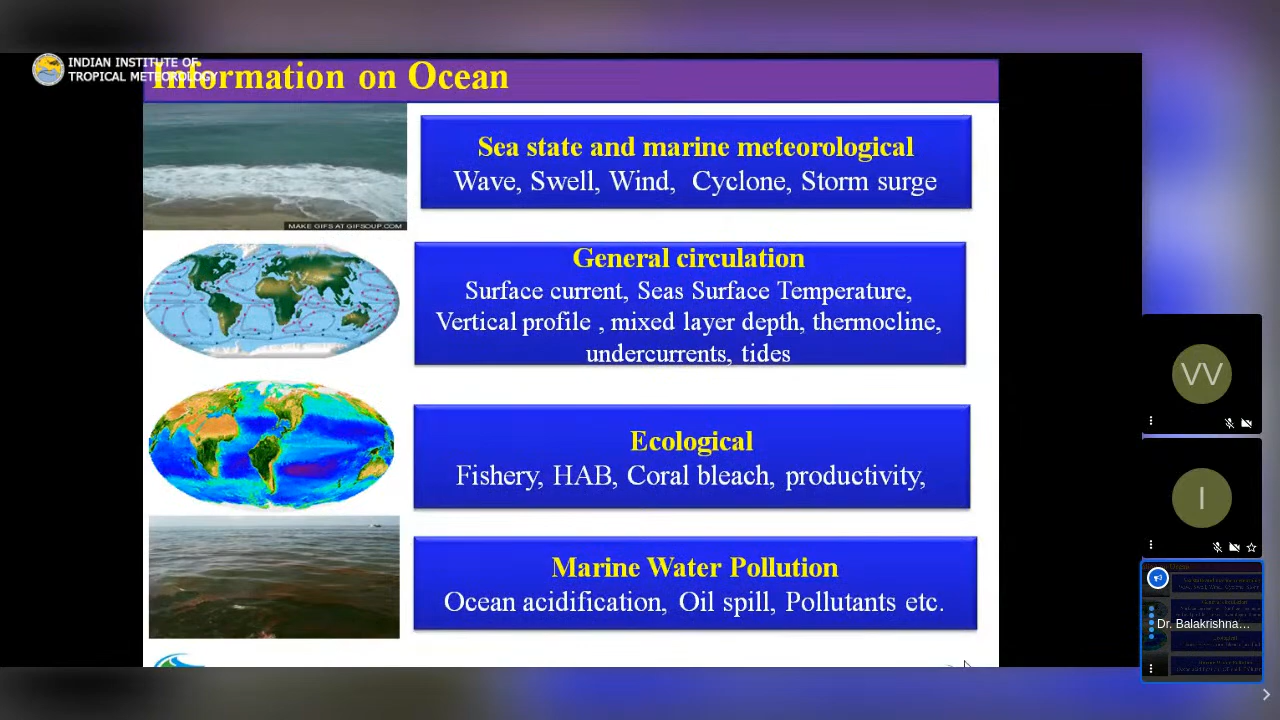 INDIAN INSTITUTE OF
TROPICAL METEOROLOGY
Information on Ocean
Sea state and marine meteorological
Wave, Swell, Wind, Cyclone, Storm surge
MAKE GIFS AT GIFSOUP.COM
General circulation
Surface current, Seas Surface Temperature,
Vertical profile , mixed layer depth, thermocline,
undercurrents, tides
Ecological
Fishery, HAB, Coral bleach, productivity,
Marine Water Pollution
Ocean acidification, Oil spill, Pollutants etc.
VV
I
Dr. Balakrishna...